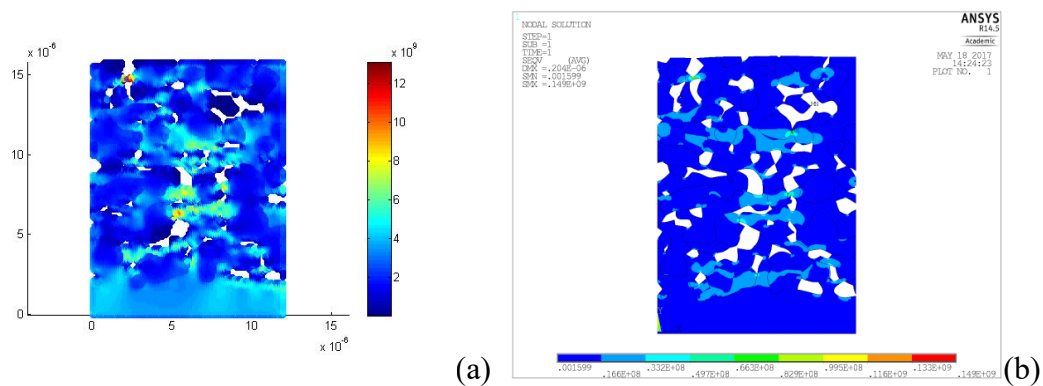 x 10⁻⁶
x 10⁹
15
10
5
0
0
5
10
15
x 10⁻⁶
12
10
8
6
4
2
(a)
NODAL SOLUTION
STEP=1
SUB =1
TIME=1
SEQV (AVG)
DMX =.204E-06
SMN =.001599
SMX =.149E+09
ANSYS
R14.5
Academic
MAY 18 2017
14:24:23
PLOT NO. 1
.001599 .332E+08 .663E+08 .995E+08 .133E+09
.166E+08 .497E+08 .829E+08 .116E+09 .149E+09
(b)